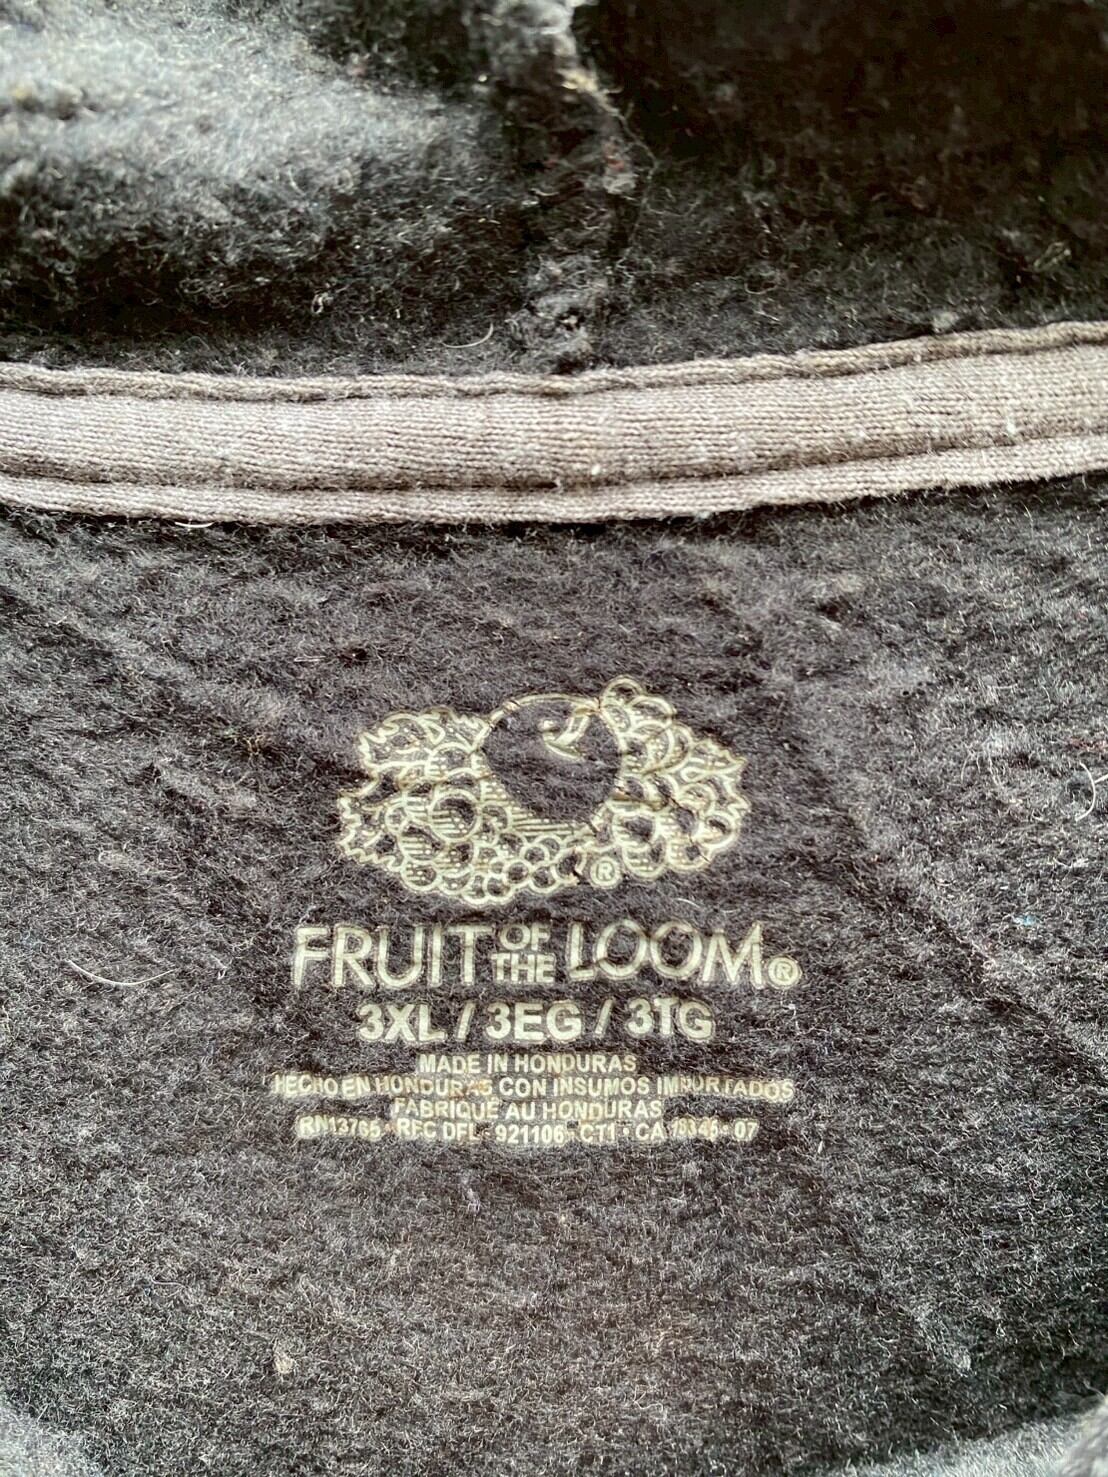 ®
FRUIT OF THE LOOM®
3XL / 3EG / 3TG
MADE IN HONDURAS
HECHO EN HONDURAS CON INSUMOS IMPORTADOS
FABRIQUÉ AU HONDURAS
RN13765 • RFC DFL - 921106 - CT1 • CA 19346 • 07